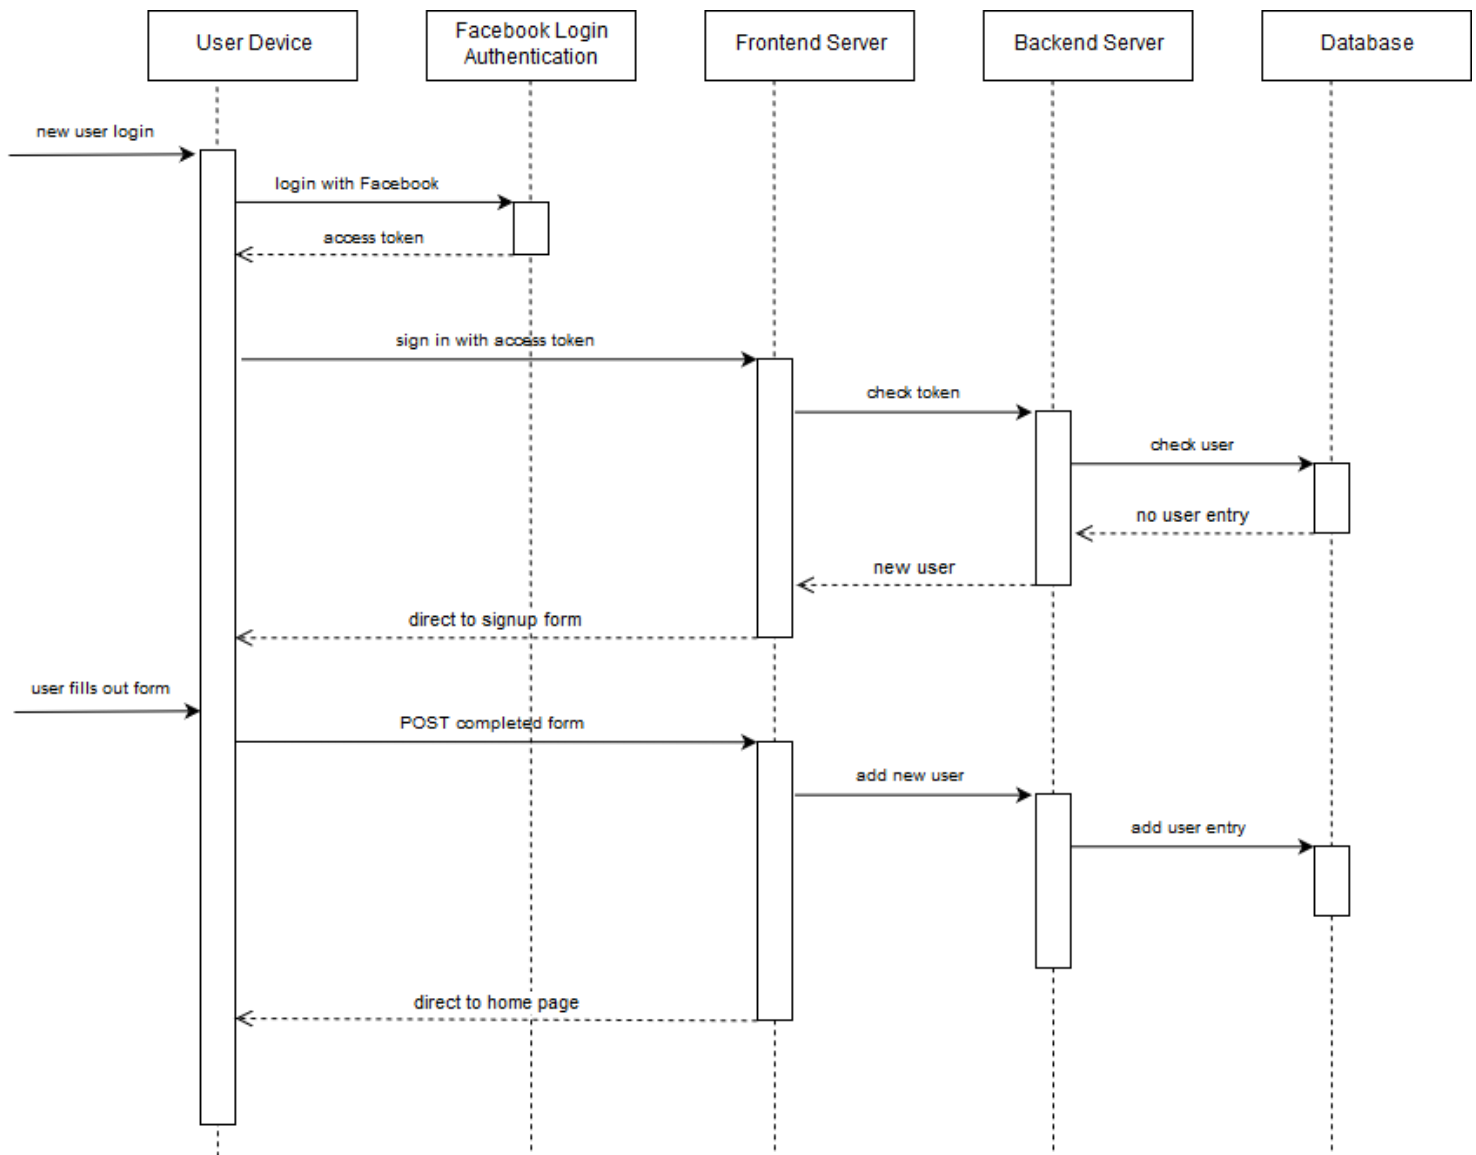 User Device
Facebook Login
Authentication
Frontend Server
Backend Server
Database
new user login
login with Facebook
access token
sign in with access token
check token
check user
no user entry
new user
direct to signup form
user fills out form
POST completed form
add new user
add user entry
direct to home page